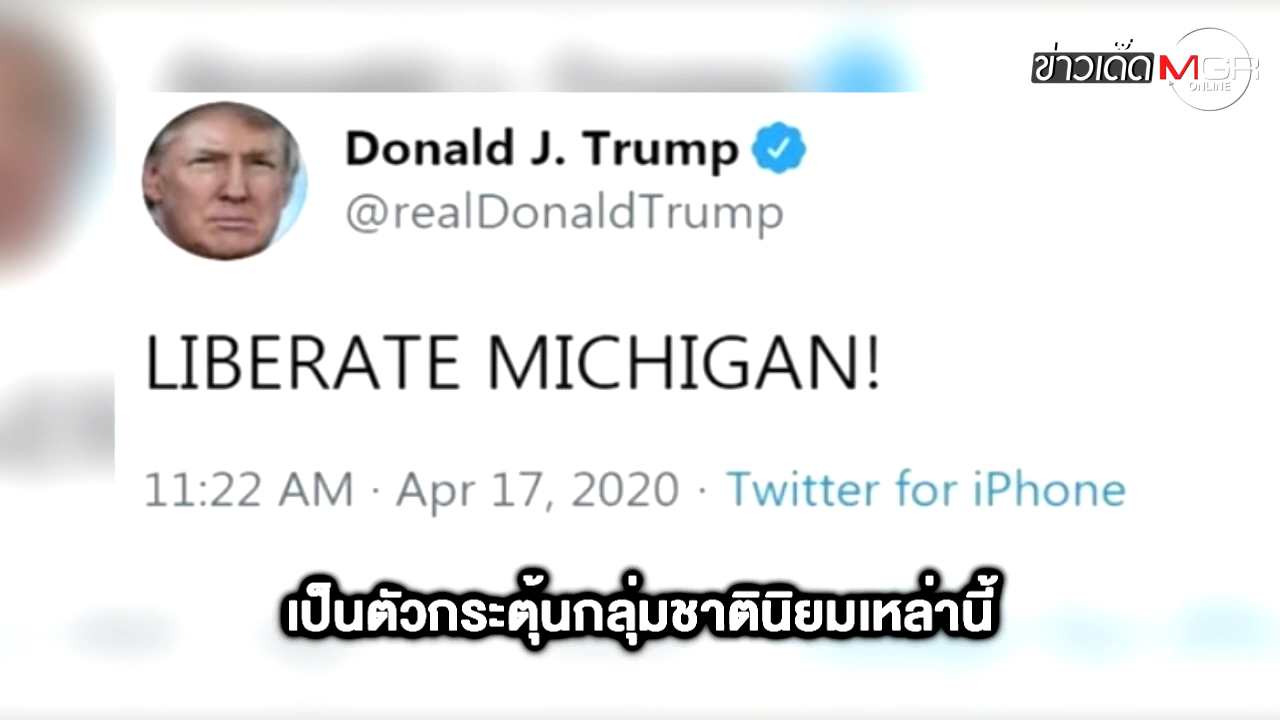 ข่าวเด็ด MGR
ONLINE
Donald J. Trump
@realDonaldTrump
LIBERATE MICHIGAN!
11:22 AM · Apr 17, 2020 · Twitter for iPhone
เป็นตัวกระตุ้นกลุ่มชาตินิยมเหล่านี้